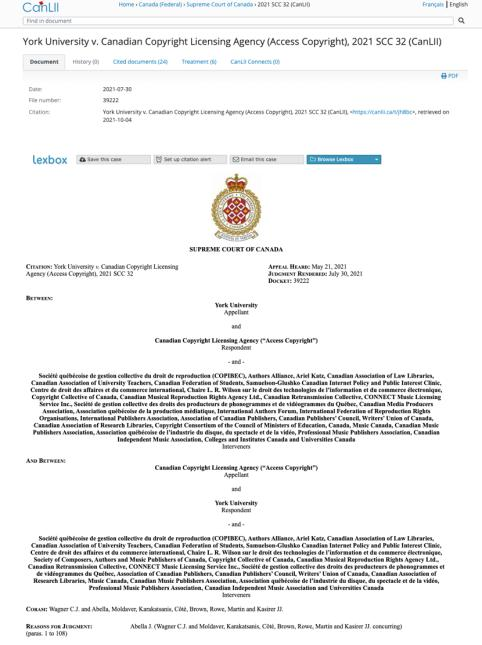 CanLII
Home › Canada (Federal) › Supreme Court of Canada › 2021 SCC 32 (CanLII)
Français | English
Find in document
York University v. Canadian Copyright Licensing Agency (Access Copyright), 2021 SCC 32 (CanLII)
Document History (0) Cited documents (24) Treatment (6) CanLII Connects (0)
PDF
Date: 2021-07-30
File number: 39222
Citation: York University v. Canadian Copyright Licensing Agency (Access Copyright), 2021 SCC 32 (CanLII), <https://canlii.ca/t/jh8bc>, retrieved on
2021-10-04
lexbox Save this case Set up citation alert Email this case Browse Lexbox
SUPREME COURT OF CANADA
CITATION: York University v. Canadian Copyright Licensing
Agency (Access Copyright), 2021 SCC 32
APPEAL HEARD: May 21, 2021
JUDGMENT RENDERED: July 30, 2021
DOCKET: 39222
BETWEEN:
York University
Appellant
and
Canadian Copyright Licensing Agency ("Access Copyright")
Respondent
- and -
Société québécoise de gestion collective du droit de reproduction (COPIBEC), Authors Alliance, Ariel Katz, Canadian Association of Law Libraries,
Canadian Association of University Teachers, Canadian Federation of Students, Samuelson-Glushko Canadian Internet Policy and Public Interest Clinic,
Centre de droit des affaires et du commerce international, Chaire L. R. Wilson sur le droit des technologies de l'information et du commerce électronique,
Copyright Collective of Canada, Canadian Musical Reproduction Rights Agency Ltd., Canadian Retransmission Collective, CONNECT Music Licensing
Service Inc., Société de gestion collective des droits des producteurs de phonogrammes et de vidéogrammes du Québec, Canadian Media Producers
Association, Association québécoise de la production médiatique, International Authors Forum, International Federation of Reproduction Rights
Organisations, International Publishers Association, Association of Canadian Publishers, Canadian Publishers' Council, Writers' Union of Canada,
Canadian Association of Research Libraries, Copyright Consortium of the Council of Ministers of Education, Canada, Music Canada, Canadian Music
Publishers Association, Association québécoise de l'industrie du disque, du spectacle et de la vidéo, Professional Music Publishers Association, Canadian
Independent Music Association, Colleges and Institutes Canada and Universities Canada
Interveners
AND BETWEEN:
Canadian Copyright Licensing Agency ("Access Copyright")
Appellant
and
York University
Respondent
- and -
Société québécoise de gestion collective du droit de reproduction (COPIBEC), Authors Alliance, Ariel Katz, Canadian Association of Law Libraries,
Canadian Association of University Teachers, Canadian Federation of Students, Samuelson-Glushko Canadian Internet Policy and Public Interest Clinic,
Centre de droit des affaires et du commerce international, Chaire L. R. Wilson sur le droit des technologies de l'information et du commerce électronique,
Society of Composers, Authors and Music Publishers of Canada, Copyright Collective of Canada, Canadian Musical Reproduction Rights Agency Ltd.,
Canadian Retransmission Collective, CONNECT Music Licensing Service Inc., Société de gestion collective des droits des producteurs de phonogrammes et
de vidéogrammes du Québec, Association of Canadian Publishers, Canadian Publishers' Council, Writers' Union of Canada, Canadian Association of
Research Libraries, Music Canada, Canadian Music Publishers Association, Association québécoise de l'industrie du disque, du spectacle et de la vidéo,
Professional Music Publishers Association, Canadian Independent Music Association and Universities Canada
Interveners
CORAM: Wagner C.J. and Abella, Moldaver, Karakatsanis, Côté, Brown, Rowe, Martin and Kasirer JJ.
REASONS FOR JUDGMENT: Abella J. (Wagner C.J. and Moldaver, Karakatsanis, Côté, Brown, Rowe, Martin and Kasirer JJ. concurring)
(paras. 1 to 108)